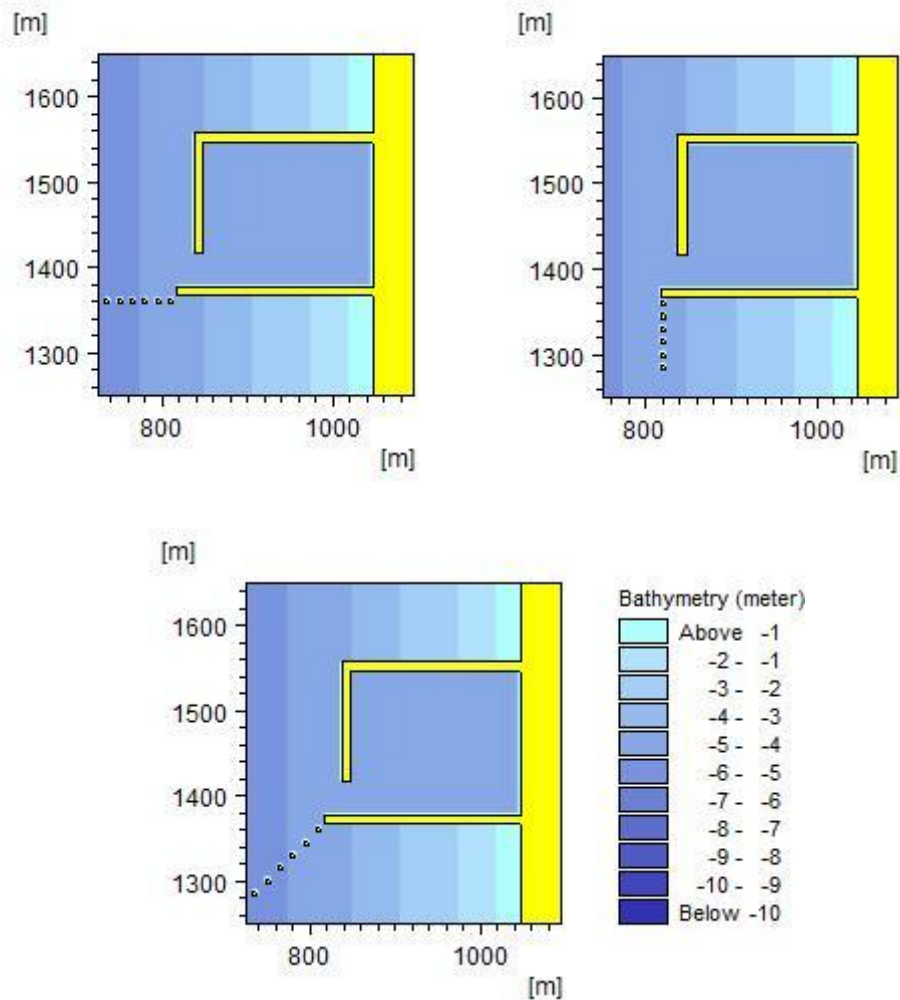 [m]
1600
1500
1400
1300
800 1000
[m]
[m]
1600
1500
1400
1300
800 1000
[m]
[m]
1600
1500
1400
1300
800 1000
[m]
Bathymetry (meter)
Above -1
-2 - -1
-3 - -2
-4 - -3
-5 - -4
-6 - -5
-7 - -6
-8 - -7
-9 - -8
-10 - -9
Below -10